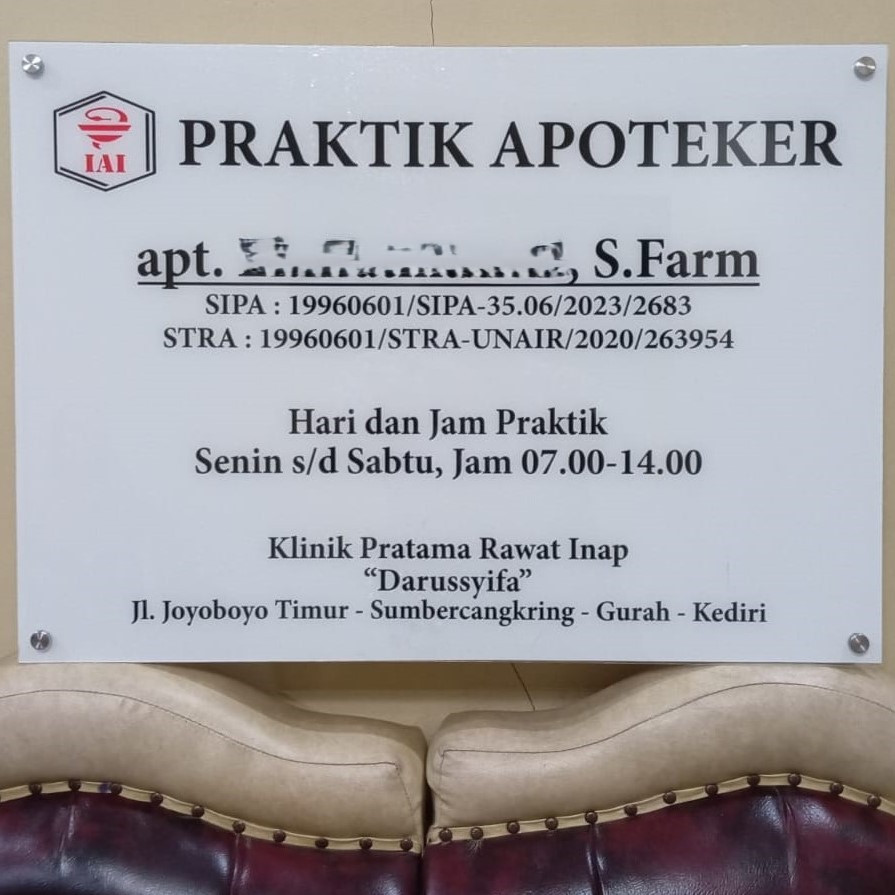 IAI
PRAKTIK APOTEKER
apt. , S.Farm
SIPA : 19960601/SIPA-35.06/2023/2683
STRA : 19960601/STRA-UNAIR/2020/263954
Hari dan Jam Praktik
Senin s/d Sabtu, Jam 07.00-14.00
Klinik Pratama Rawat Inap
“Darussyifa”
Jl. Joyoboyo Timur - Sumbercangkring - Gurah - Kediri